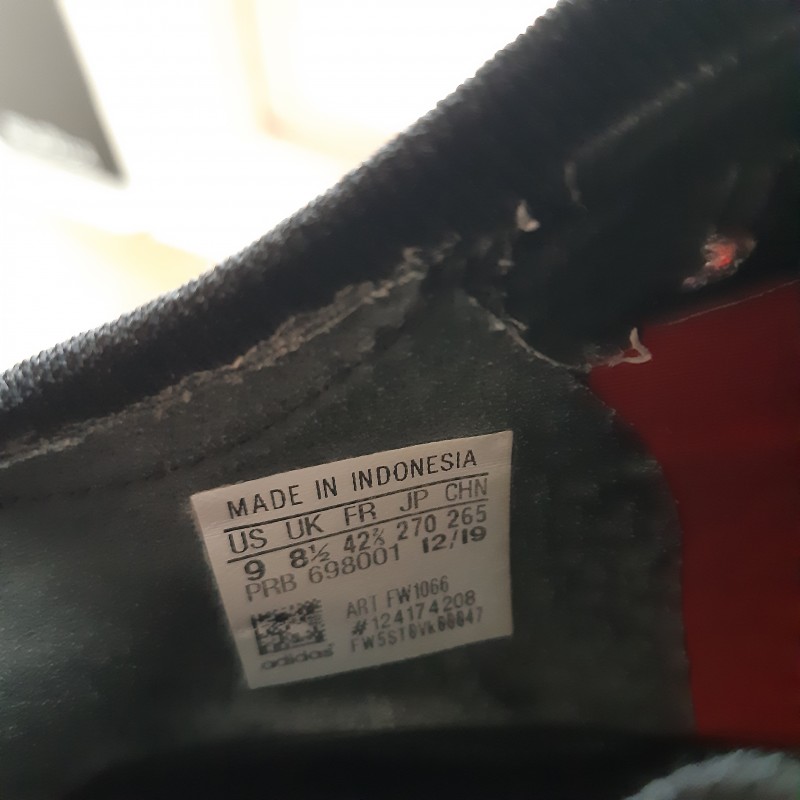 MADE IN INDONESIA
US UK FR JP CHN
9 8½ 42⅔ 270 265
PRB 698001 12/19
ART FW1066
#124174208
adidas